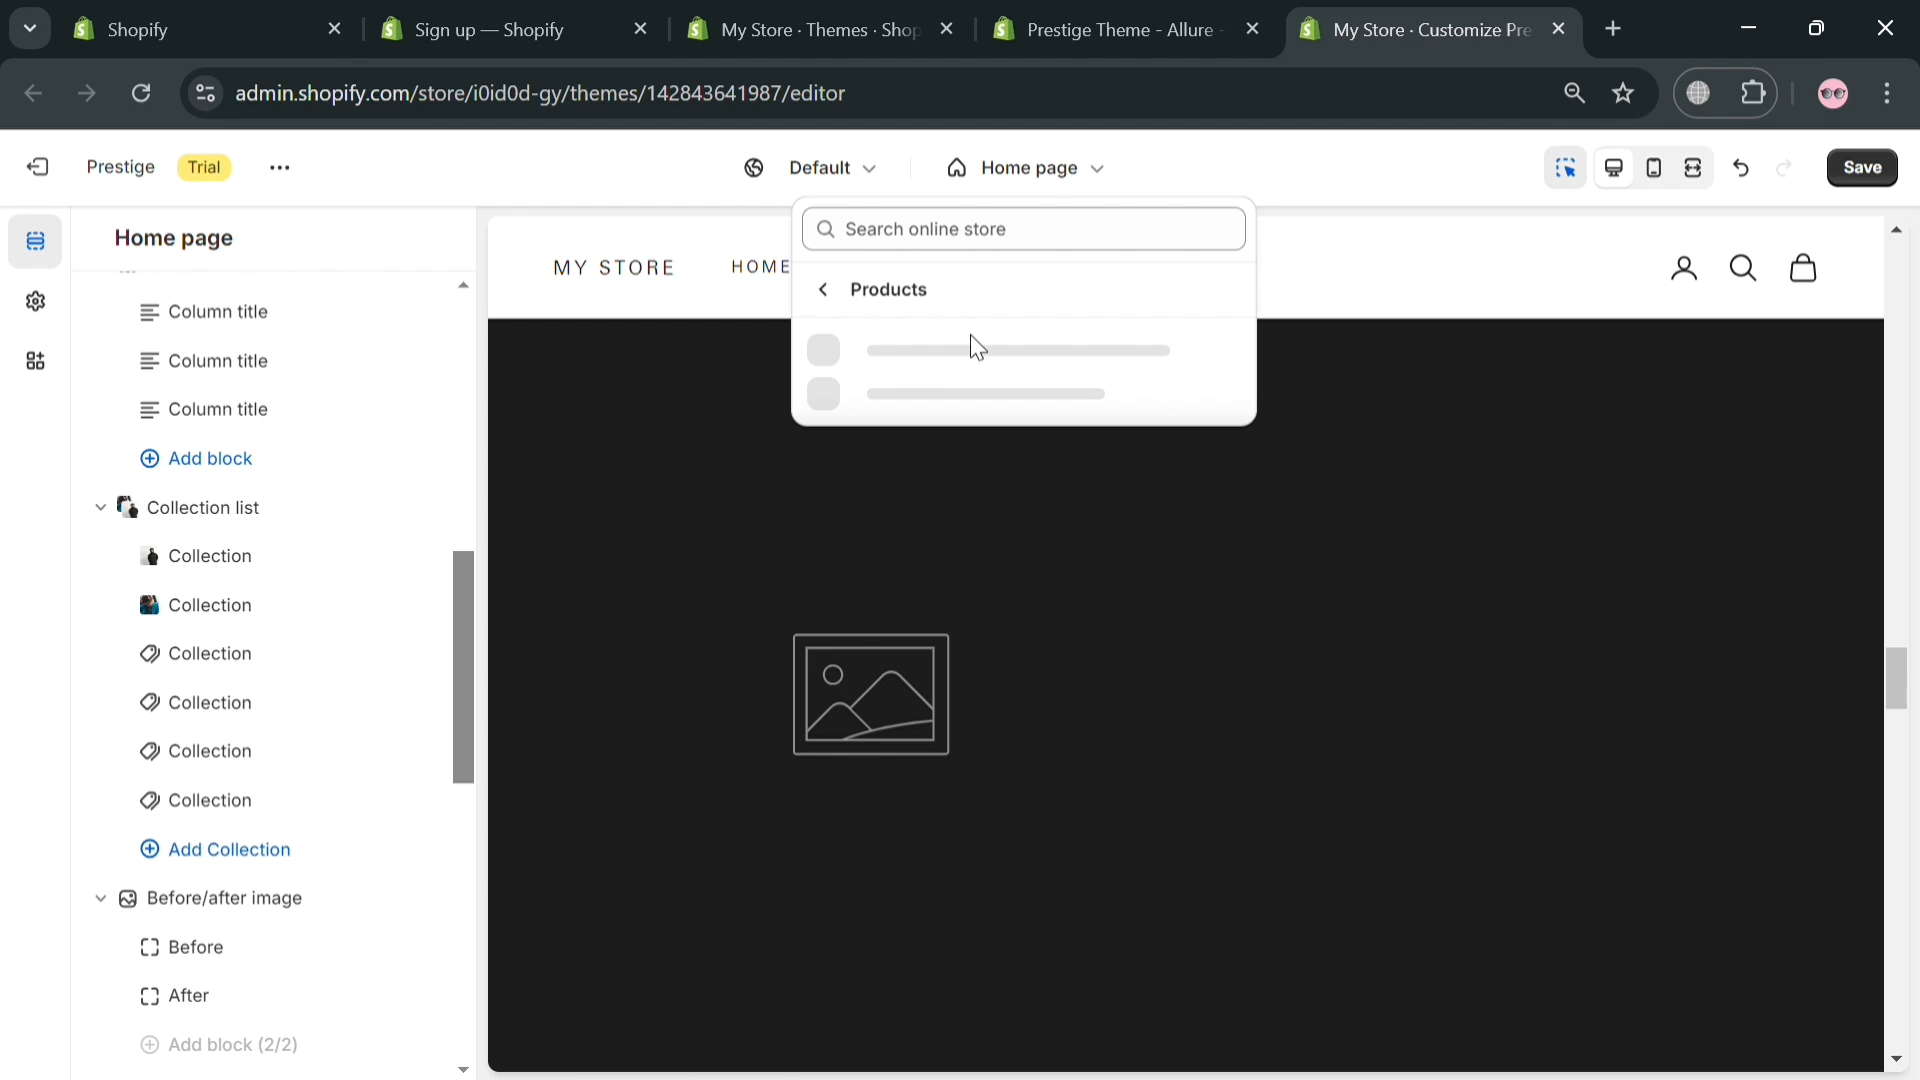 Shopify
Sign up — Shopify
My Store · Themes · Shop
Prestige Theme - Allure -
My Store · Customize Pre
admin.shopify.com/store/i0id0d-gy/themes/142843641987/editor
Prestige
Trial
Default
Home page
Save
Home page
Search online store
Products
MY STORE
HOME
Column title
Column title
Column title
Add block
Collection list
Collection
Collection
Collection
Collection
Collection
Collection
Add Collection
Before/after image
Before
After
Add block (2/2)